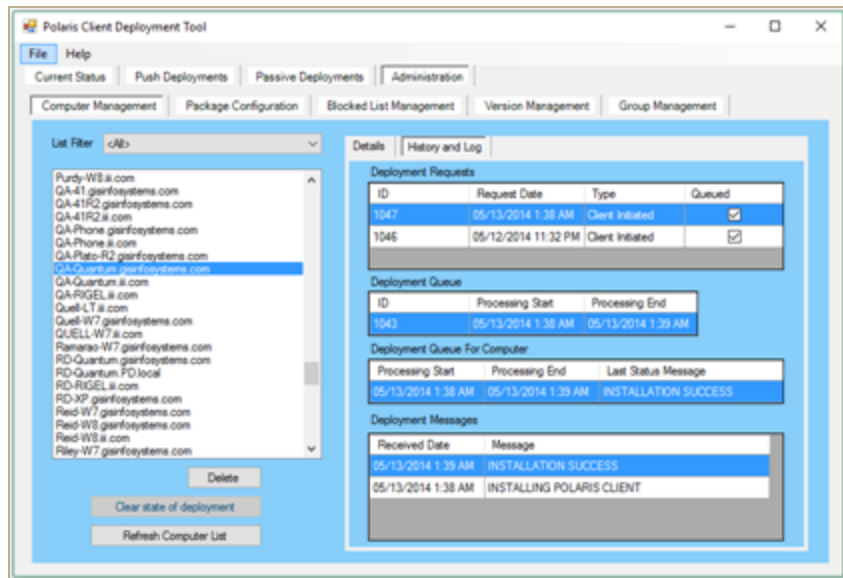 Polaris Client Deployment Tool
File Help
Current Status Push Deployments Passive Deployments Administration
Computer Management Package Configuration Blocked List Management Version Management Group Management
List Filter <All>
Purdy-W8.iii.com
QA-41.gisinfosystems.com
QA-41R2.gisinfosystems.com
QA-41R2.iii.com
QA-Phone.gisinfosystems.com
QA-Phone.iii.com
QA-Plato-R2.gisinfosystems.com
QA-Quantum.gisinfosystems.com
QA-Quantum.iii.com
QA-RIGEL.iii.com
Quell-LT.iii.com
Quell-W7.gisinfosystems.com
QUELL-W7.iii.com
Ramarao-W7.gisinfosystems.com
RD-Quantum.gisinfosystems.com
RD-Quantum.PD.local
RD-RIGEL.iii.com
RD-XP.gisinfosystems.com
Reid-W7.gisinfosystems.com
Reid-W8.gisinfosystems.com
Reid-W8.iii.com
Riley-W7.gisinfosystems.com
Delete
Clear state of deployment
Refresh Computer List
Details History and Log
Deployment Requests
ID Request Date Type Queued
1047 05/13/2014 1:38 AM Client Initiated
1046 05/12/2014 11:32 PM Client Initiated
Deployment Queue
ID Processing Start Processing End
1043 05/13/2014 1:38 AM 05/13/2014 1:39 AM
Deployment Queue For Computer
Processing Start Processing End Last Status Message
05/13/2014 1:38 AM 05/13/2014 1:39 AM INSTALLATION SUCCESS
Deployment Messages
Received Date Message
05/13/2014 1:39 AM INSTALLATION SUCCESS
05/13/2014 1:38 AM INSTALLING POLARIS CLIENT